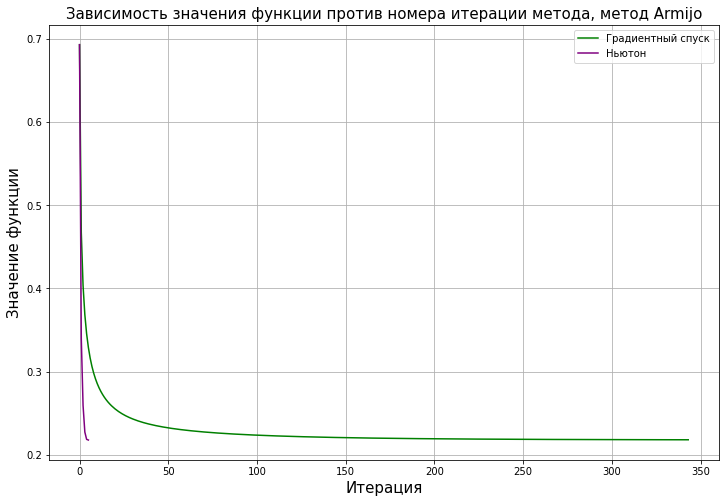 Зависимость значения функции против номера итерации метода, метод Armijo
Градиентный спуск
Ньютон
Значение функции
0.7
0.6
0.5
0.4
0.3
0.2
0
50
100
150
200
250
300
350
Итерация